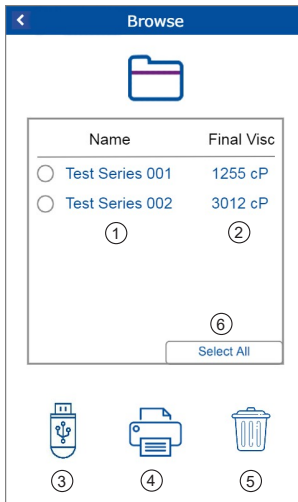 Browse
Name Final Visc
Test Series 001 1255 cP
Test Series 002 3012 cP
1 2
6
Select All
3 4 5